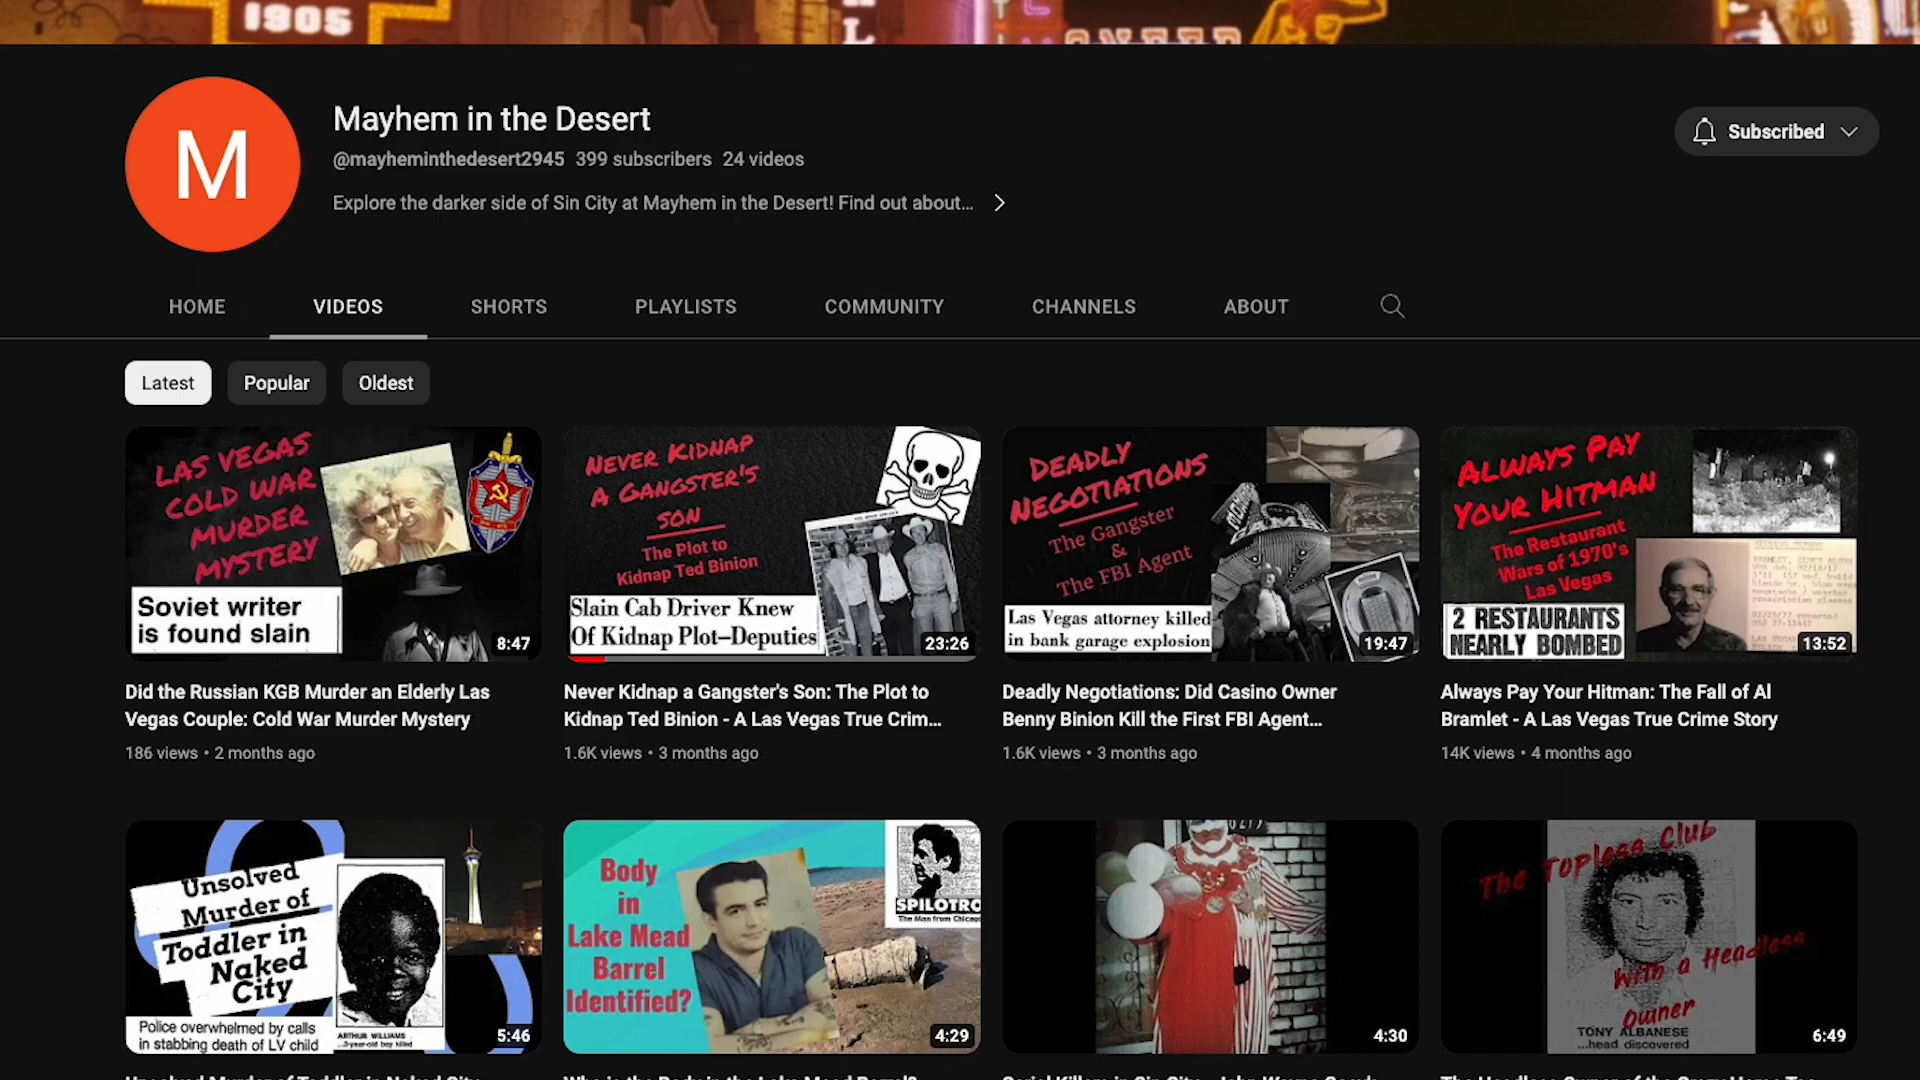 1905
M
Mayhem in the Desert
Subscribed
@mayheminthedesert2945 399 subscribers 24 videos
Explore the darker side of Sin City at Mayhem in the Desert! Find out about...
HOME VIDEOS SHORTS PLAYLISTS COMMUNITY CHANNELS ABOUT
Latest Popular Oldest
LAS VEGAS
COLD WAR
MURDER
MYSTERY
Soviet writer
is found slain
8:47
NEVER KIDNAP
A GANGSTER'S
SON
The Plot to
Kidnap Ted Binion
Slain Cab Driver Knew
Of Kidnap Plot–Deputies
23:26
DEADLY
NEGOTIATIONS
The Gangster
&
The FBI Agent
Las Vegas attorney killed
in bank garage explosion
19:47
ALWAYS PAY
YOUR HITMAN
The Restaurant
Wars of 1970's
Las Vegas
2 RESTAURANTS
NEARLY BOMBED
13:52
Did the Russian KGB Murder an Elderly Las
Vegas Couple: Cold War Murder Mystery
186 views • 2 months ago
Never Kidnap a Gangster's Son: The Plot to
Kidnap Ted Binion - A Las Vegas True Crim...
1.6K views • 3 months ago
Deadly Negotiations: Did Casino Owner
Benny Binion Kill the First FBI Agent...
1.6K views • 3 months ago
Always Pay Your Hitman: The Fall of Al
Bramlet - A Las Vegas True Crime Story
14K views • 4 months ago
Unsolved
Murder of
Toddler in
Naked
City
Police overwhelmed by calls
in stabbing death of LV child
ARTHUR WILLIAMS
...3-year-old boy killed
5:46
Body
in
Lake Mead
Barrel
Identified?
SPILOTRO
The Man from Chicago
4:29
4:30
The Topless Club
With a Headless
Owner
TONY ALBANESE
...head discovered
6:49